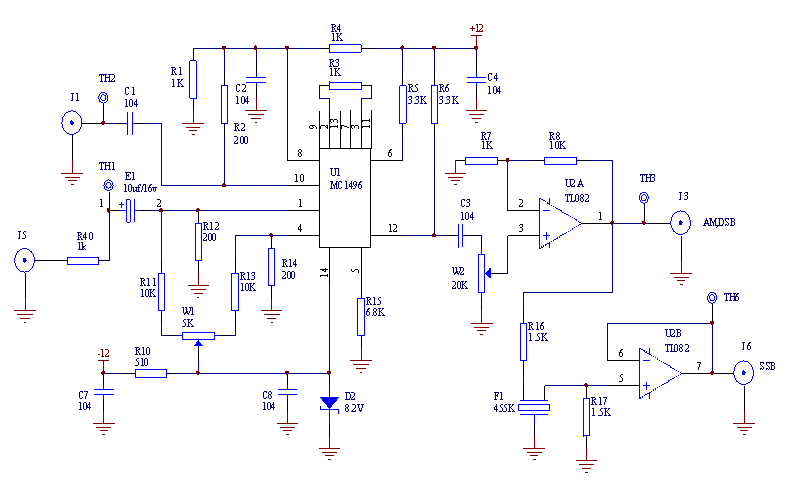 R4
1K
+12
R3
1K
TH2
J1
C1
104
R1
1K
C2
104
R2
200
R5
3.3K
R6
3.3K
C4
104
9
2
13
7
3
11
8
6
U1
MC1496
10
TH1
E1
10uf/16v
1
2
1
12
4
R12
200
C3
104
R7
1K
R8
10K
U2A
TL082
2
1
3
TH3
J3
AM,DSB
J5
R40
1k
R11
10K
R13
10K
R14
200
14
5
W2
20K
W1
5K
R15
6.8K
-12
R10
510
C7
104
C8
104
D2
8.2V
R16
1.5K
F1
455K
R17
1.5K
TH6
U2B
TL082
6
7
5
J6
SSB